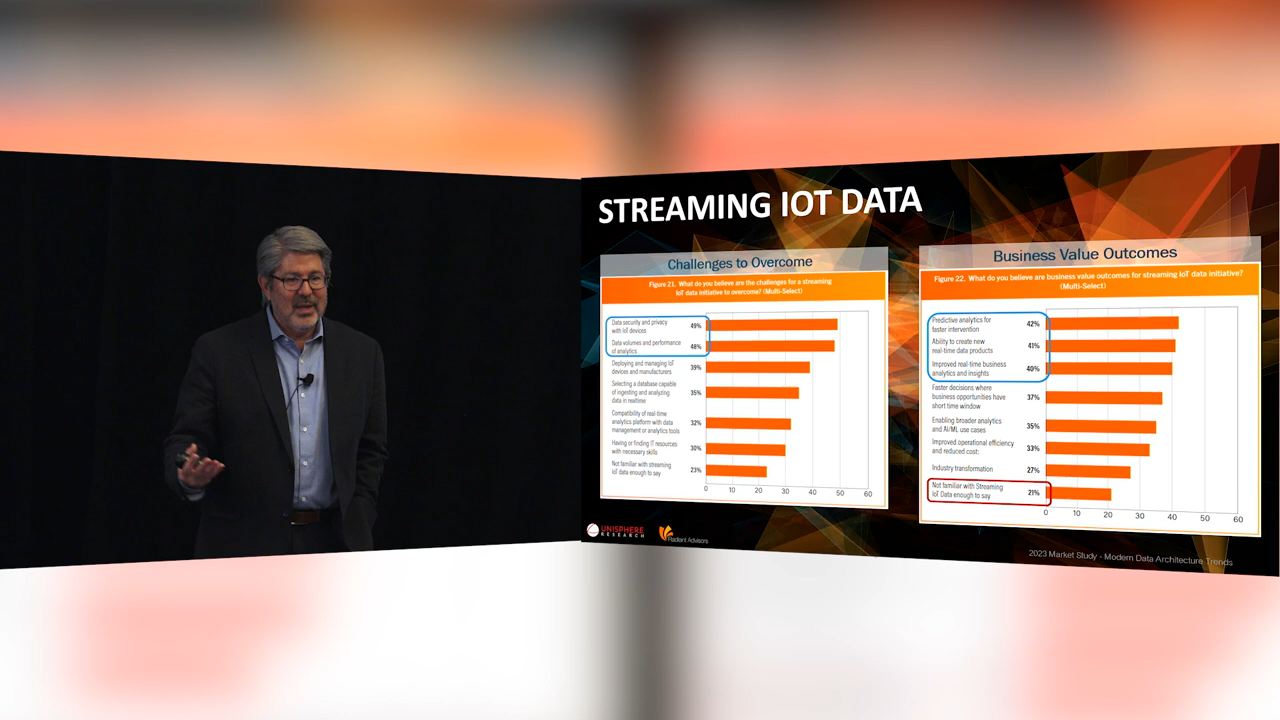 STREAMING IOT DATA
Challenges to Overcome
Figure 21. What do you believe are the challenges for a streaming
IoT data initiative to overcome? (Multi-Select)
Data security and privacy
with IoT devices
49%
Data volumes and performance
of analytics
48%
Deploying and managing IoT
devices and manufacturers
39%
Selecting a database capable
of ingesting and analyzing
data in realtime
35%
Compatibility of real-time
analytics platform with data
management or analytics tools
32%
Having or finding IT resources
with necessary skills
30%
Not familiar with streaming
IoT data enough to say
23%
0 10 20 30 40 50 60
Business Value Outcomes
Figure 22. What do you believe are business value outcomes for streaming IoT data initiative?
(Multi-Select)
Predictive analytics for
faster intervention
42%
Ability to create new
real-time data products
41%
Improved real-time business
analytics and insights
40%
Faster decisions where
business opportunities have
short time window
37%
Enabling broader analytics
and AI/ML use cases
35%
Improved operational efficiency
and reduced cost:
33%
Industry transformation
27%
Not familiar with Streaming
IoT Data enough to say
21%
0 10 20 30 40 50 60
UNISPHERE
RESEARCH
Radiant Advisors
2023 Market Study - Modern Data Architecture Trends